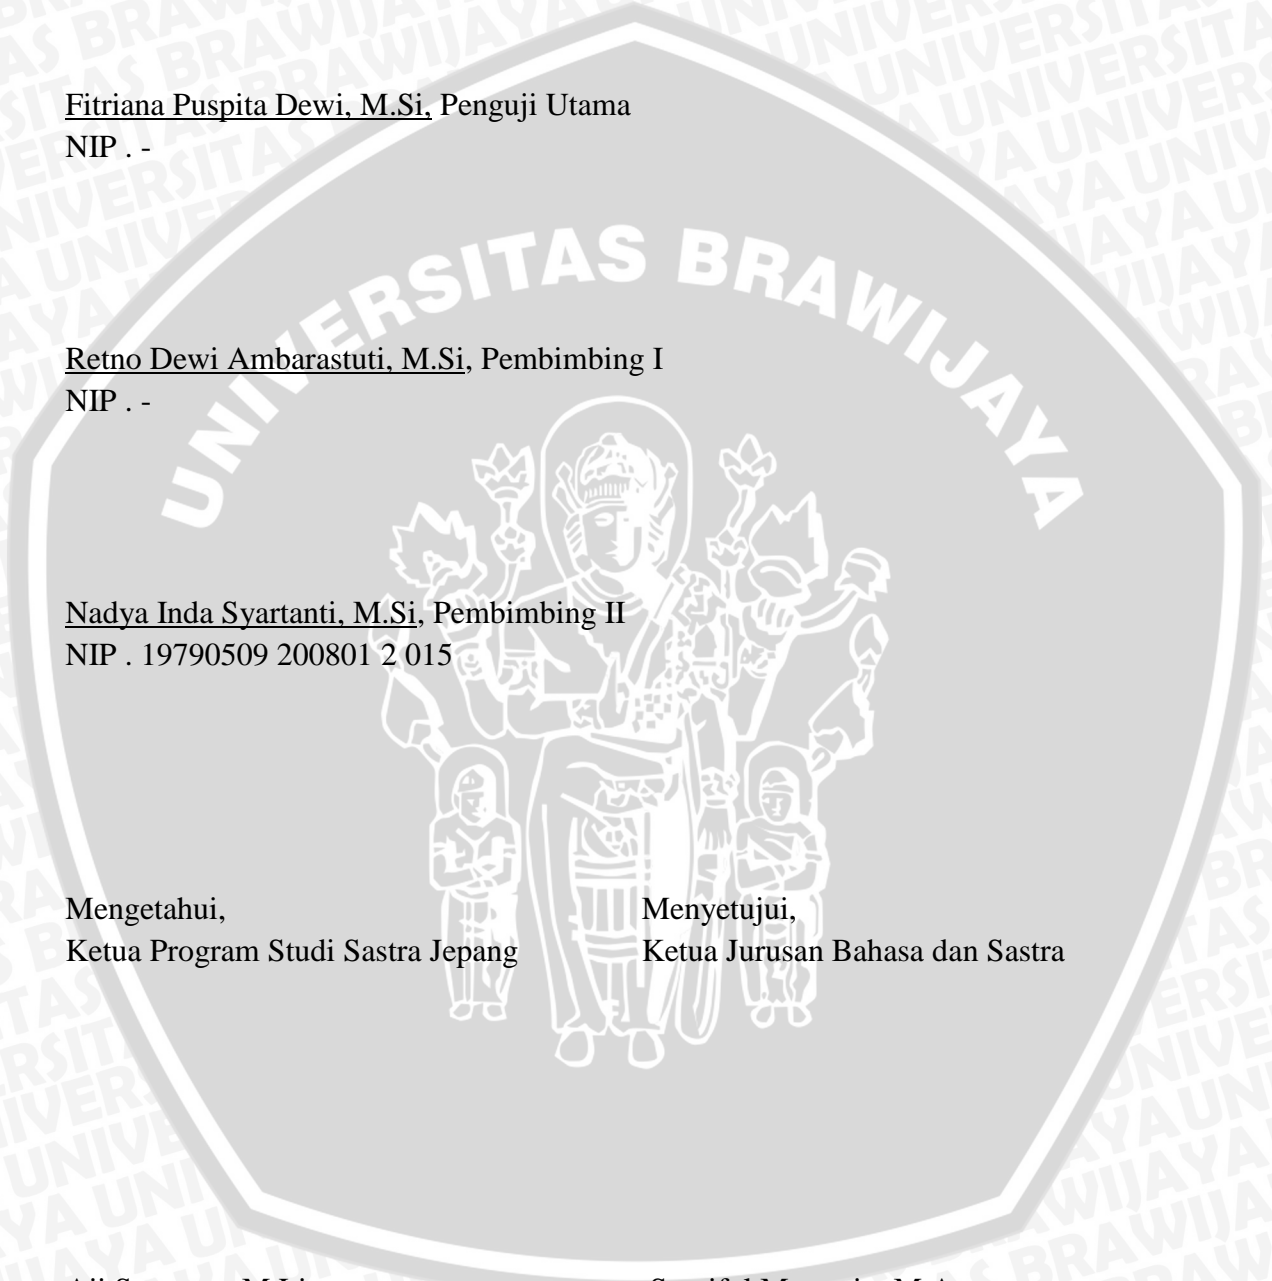 Fitriana Puspita Dewi, M.Si, Penguji Utama
NIP . -
UNIVERSITAS BRAWIJAYA
Retno Dewi Ambarastuti, M.Si, Pembimbing I
NIP . -
Nadya Inda Syartanti, M.Si, Pembimbing II
NIP . 19790509 200801 2 015
Mengetahui, Menyetujui,
Ketua Program Studi Sastra Jepang Ketua Jurusan Bahasa dan Sastra